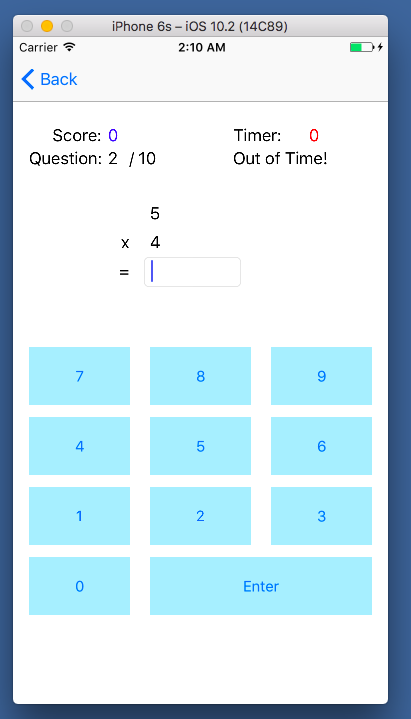 iPhone 6s – iOS 10.2 (14C89)
Carrier 2:10 AM
Back
Score: 0 Timer: 0
Question: 2 / 10 Out of Time!
5
x 4
=
7 8 9
4 5 6
1 2 3
0 Enter